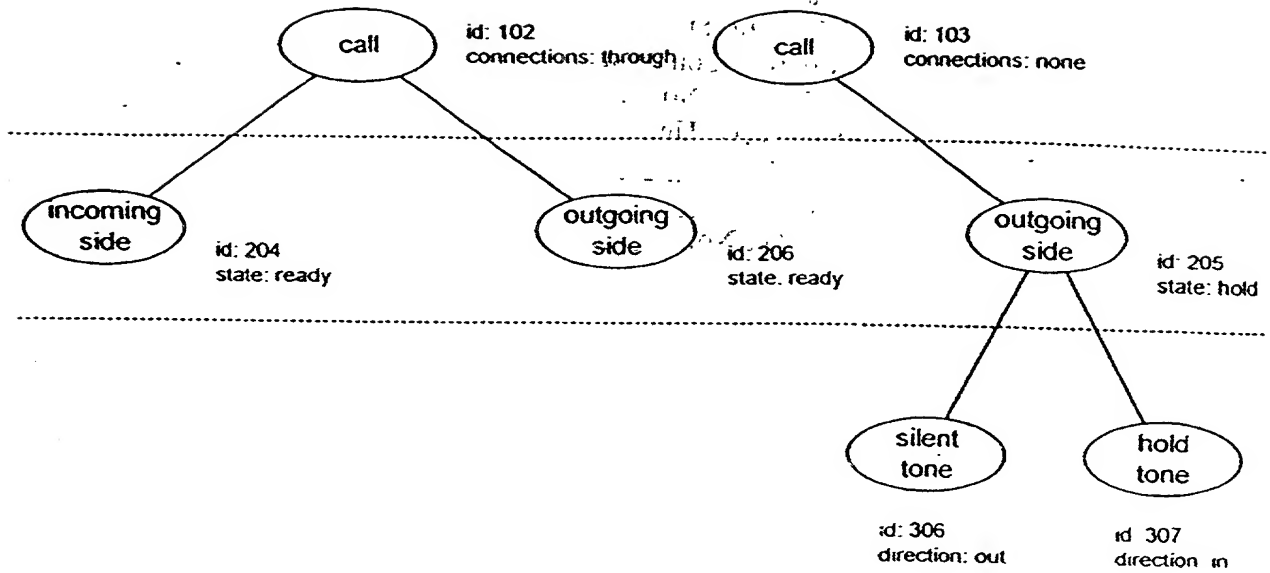 call
id: 102
connections: through
call
id: 103
connections: none
incoming
side
id: 204
state: ready
outgoing
side
id: 206
state. ready
outgoing
side
id: 205
state: hold
silent
tone
id: 306
direction: out
hold
tone
id 307
direction in